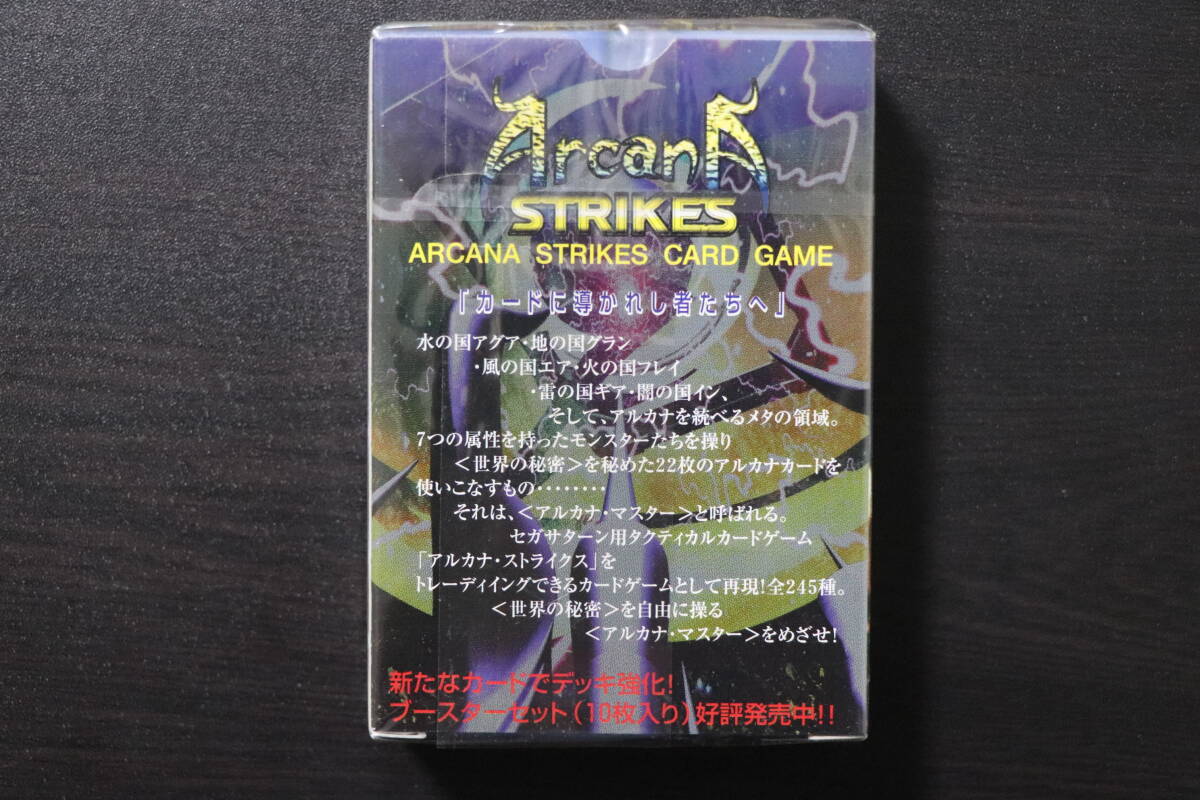 ArcanA
STRIKES
ARCANA STRIKES CARD GAME
「カードに導かれし者たちへ」
水の国アグア・地の国グラン
・風の国エア・火の国フレイ
・雷の国ギア・闇の国イン、
そして、アルカナを統べるメタの領域。
7つの属性を持ったモンスターたちを操り
＜世界の秘密＞を秘めた22枚のアルカナカードを
使いこなすもの････････
それは、＜アルカナ・マスター＞と呼ばれる。
セガサターン用タクティカルカードゲーム
「アルカナ・ストライクス」を
トレーディイングできるカードゲームとして再現!全245種。
＜世界の秘密＞を自由に操る
＜アルカナ・マスター＞をめざせ!
新たなカードでデッキ強化!
ブースターセット（10枚入り）好評発売中!!